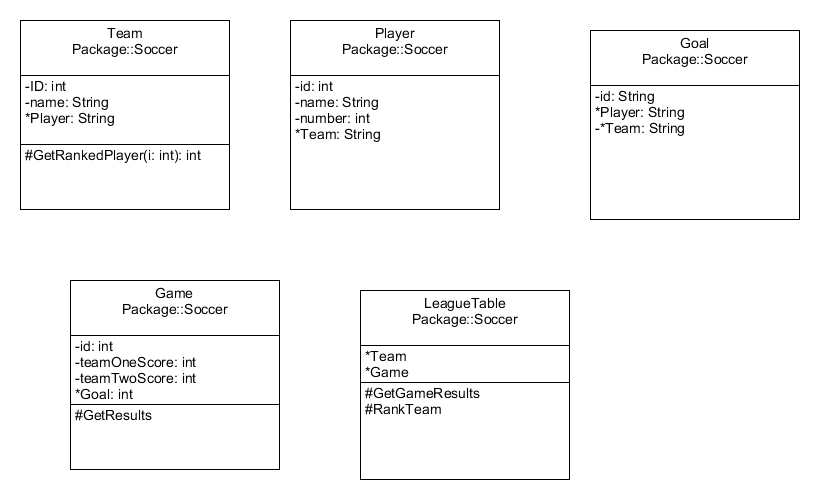 Team
Package::Soccer
-ID: int
-name: String
*Player: String
#GetRankedPlayer(i: int): int
Player
Package::Soccer
-id: int
-name: String
-number: int
*Team: String
Goal
Package::Soccer
-id: String
*Player: String
-*Team: String
Game
Package::Soccer
-id: int
-teamOneScore: int
-teamTwoScore: int
*Goal: int
#GetResults
LeagueTable
Package::Soccer
*Team
*Game
#GetGameResults
#RankTeam